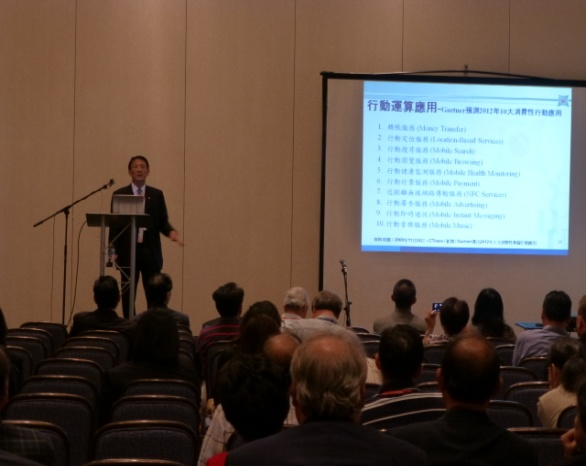 行動運算應用-Gartner預測2012年10大消費性行動應用
1. 轉帳服務 (Money Transfer)
2. 行動定位服務 (Location-Based Services)
3. 行動搜尋服務 (Mobile Search)
4. 行動瀏覽服務 (Mobile Browsing)
5. 行動健康監測服務 (Mobile Health Monitoring)
6. 行動付費服務 (Mobile Payment)
7. 近距離無線網路傳輸服務 (NFC Services)
8. 行動廣告服務 (Mobile Advertising)
9. 行動即時通訊 (Mobile Instant Messaging)
10. 行動音樂服務 (Mobile Music)